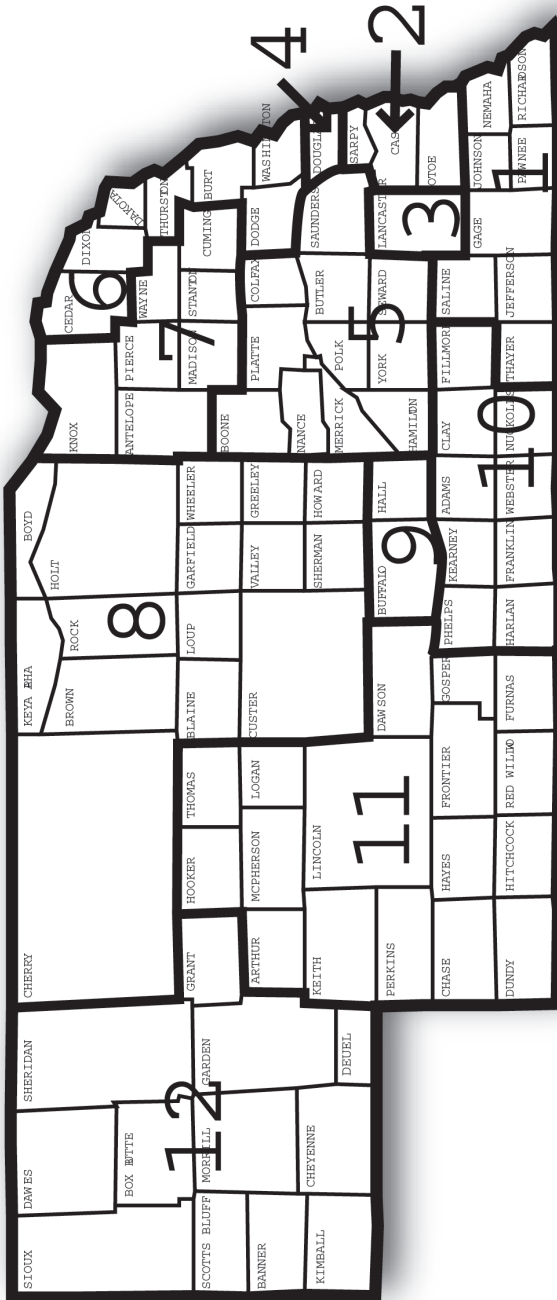 SIOUX
DAWES
SHERIDAN
BOX BUTTE
SCOTTS BLUFF
MORRILL
GARDEN
BANNER
KIMBALL
CHEYENNE
DEUEL
12
CHERRY
KEYA PAHA
BOYD
BROWN
ROCK
HOLT
8
GRANT
HOOKER
THOMAS
BLAINE
LOUP
GARFIELD
WHEELER
ARTHUR
MCPHERSON
LOGAN
CUSTER
VALLEY
GREELEY
SHERMAN
HOWARD
KEITH
LINCOLN
PERKINS
11
DAWSON
BUFFALO
HALL
9
CHASE
HAYES
FRONTIER
GOSPER
PHELPS
KEARNEY
ADAMS
CLAY
FILLMORE
SALINE
DUNDY
HITCHCOCK
RED WILLO
FURNAS
HARLAN
FRANKLIN
WEBSTER
NUCKOLLS
THAYER
JEFFERSON
10
KNOX
CEDAR
DIXON
DAKOTA
6
ANTELOPE
PIERCE
WAYNE
THURSTON
7
MADISON
STANTON
CUMING
BURT
BOONE
PLATTE
COLFAX
DODGE
WASHINGTON
NANCE
MERRICK
POLK
BUTLER
SAUNDERS
DOUGLA
4
SARPY
HAMILTON
YORK
SEWARD
5
LANCASTER
3
CAS
2
OTOE
GAGE
JOHNSON
NEMAHA
PAWNEE
RICHARDSON
1